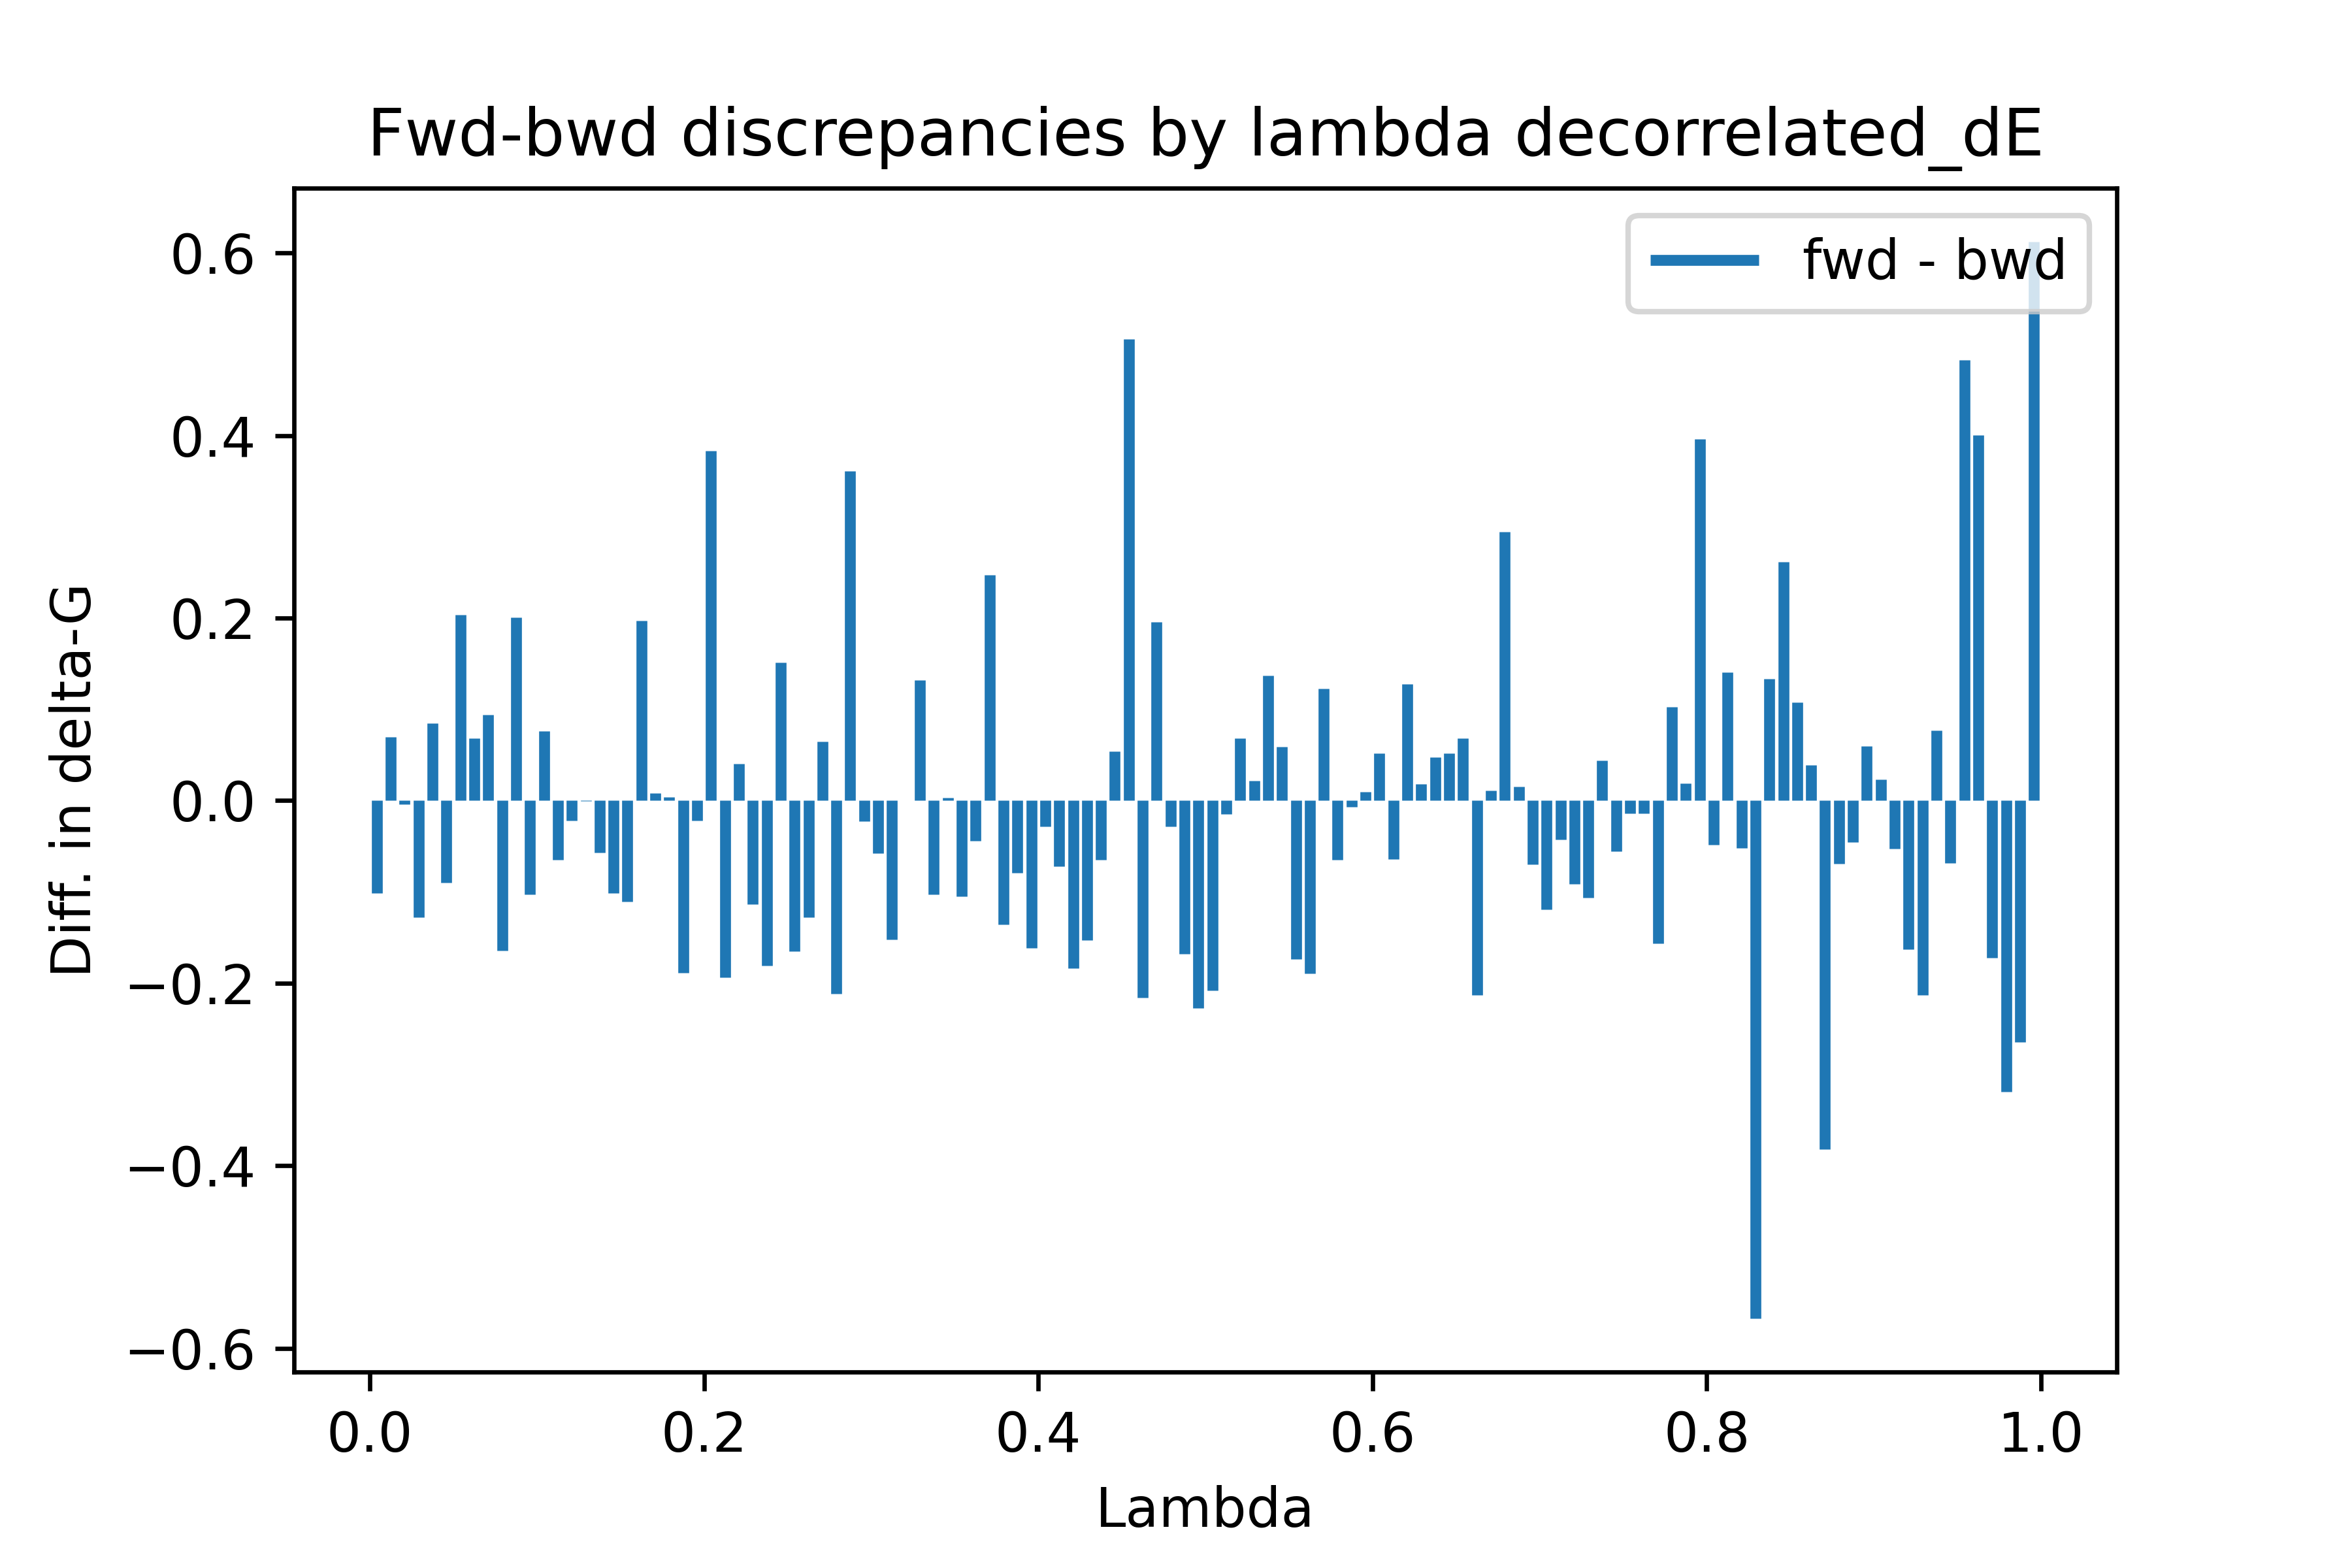 Fwd-bwd discrepancies by lambda decorrelated_dE
fwd - bwd
Diff. in delta-G
0.6
0.4
0.2
0.0
−0.2
−0.4
−0.6
0.0 0.2 0.4 0.6 0.8 1.0
Lambda